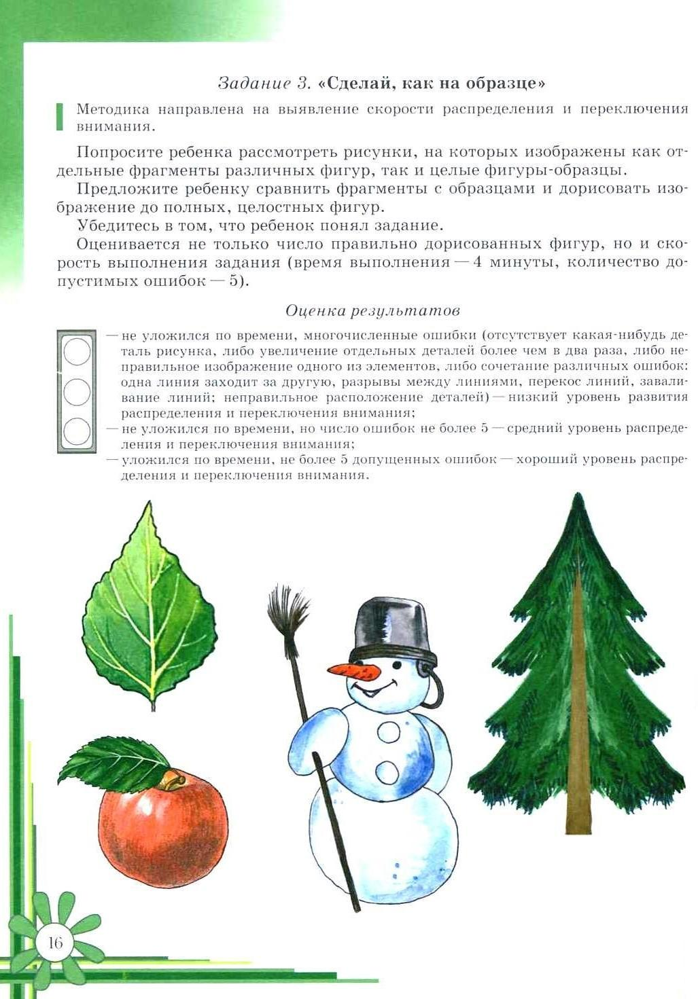 Задание 3. «Сделай, как на образце»
Методика направлена на выявление скорости распределения и переключения
внимания.
Попросите ребенка рассмотреть рисунки, на которых изображены как от-
дельные фрагменты различных фигур, так и целые фигуры-образцы.
Предложите ребенку сравнить фрагменты с образцами и дорисовать изо-
бражение до полных, целостных фигур.
Убедитесь в том, что ребенок понял задание.
Оценивается не только число правильно дорисованных фигур, но и ско-
рость выполнения задания (время выполнения — 4 минуты, количество до-
пустимых ошибок — 5).
Оценка результатов
— не уложился по времени, многочисленные ошибки (отсутствует какая-нибудь де-
таль рисунка, либо увеличение отдельных деталей более чем в два раза, либо не-
правильное изображение одного из элементов, либо сочетание различных ошибок:
одна линия заходит за другую, разрывы между линиями, перекос линий, завали-
вание линий; неправильное расположение деталей) — низкий уровень развития
распределения и переключения внимания;
— не уложился по времени, но число ошибок не более 5 — средний уровень распреде-
ления и переключения внимания;
— уложился по времени, не более 5 допущенных ошибок — хороший уровень распре-
деления и переключения внимания.
16